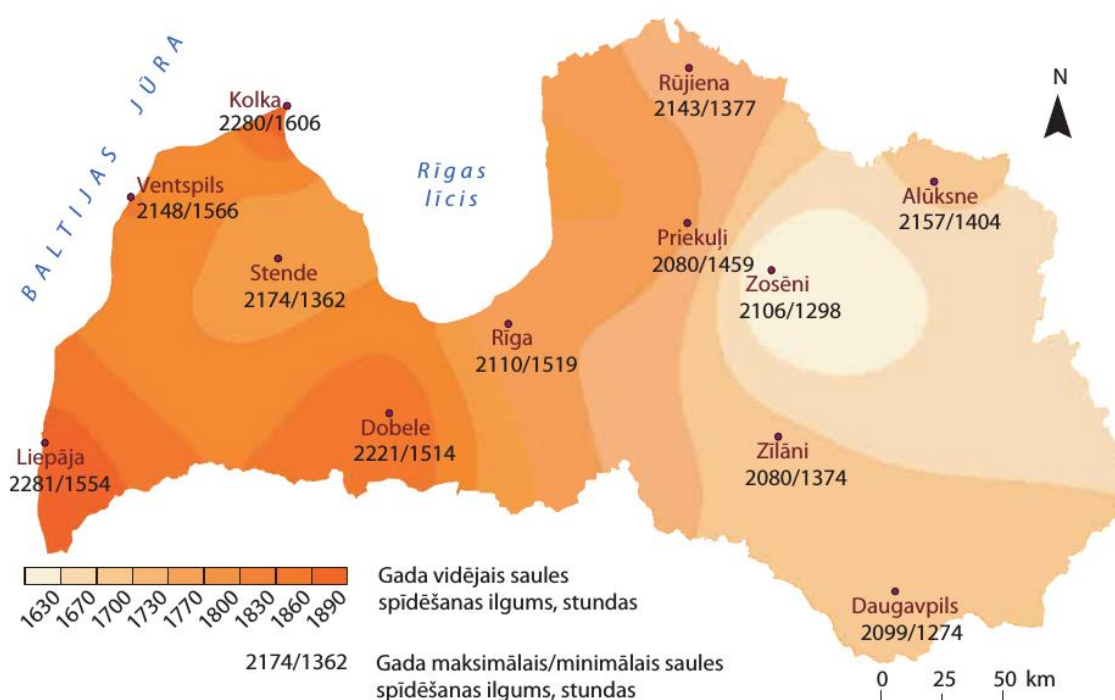 BALTIJAS JŪRA
Kolka
2280/1606
Ventspils
2148/1566
Stende
2174/1362
Rīgas
līcis
Rūjiena
2143/1377
N
Alūksne
2157/1404
Priekuļi
2080/1459
Zosēni
2106/1298
Rīga
2110/1519
Dobele
2221/1514
Liepāja
2281/1554
Zīlāni
2080/1374
Daugavpils
2099/1274
1630 1670 1700 1730 1770 1800 1830 1860 1890
Gada vidējais saules
spīdēšanas ilgums, stundas
2174/1362 Gada maksimālais/minimālais saules
spīdēšanas ilgums, stundas
0 25 50 km